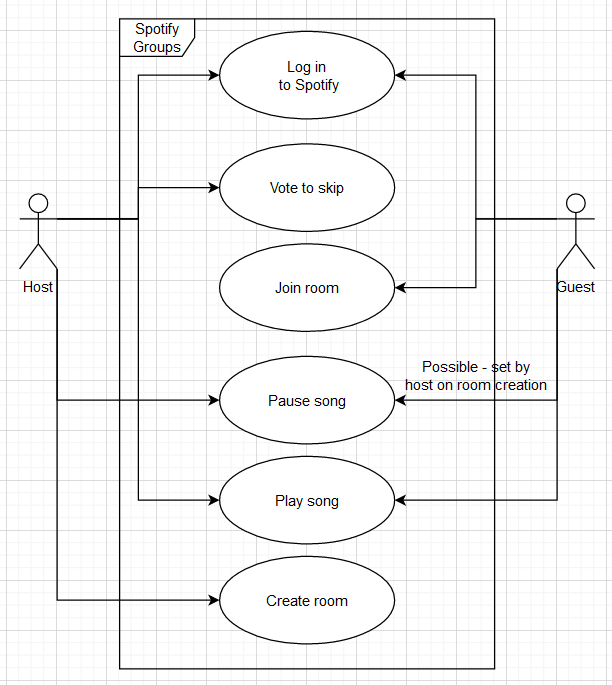 Spotify
Groups
Log in
to Spotify
Vote to skip
Join room
Host
Guest
Possible - set by
host on room creation
Pause song
Play song
Create room